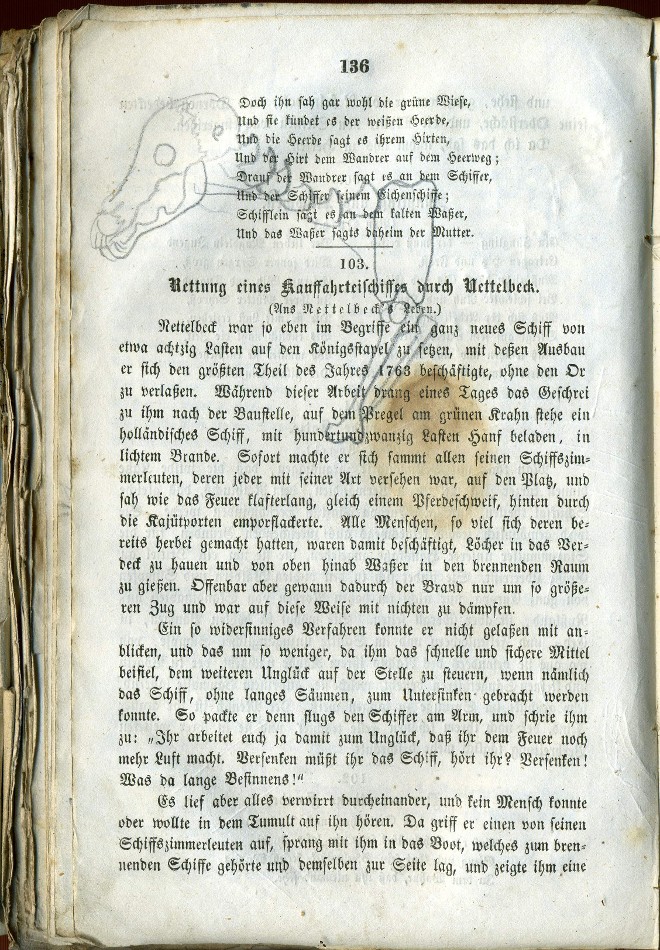 136
Doch ihn sah gar wohl die grüne Wiese,
Und sie kündet es der weißen Heerde,
Und die Heerde sagt es ihrem Hirten,
Und der Hirt dem Wandrer auf dem Heerweg;
Drauf der Wandrer sagt es an dem Schiffer,
Und der Schiffer seinem Eichenschiffe;
Schifflein sagt es an dem kalten Waßer,
Und das Waßer sagts daheim der Mutter.
103.
Rettung eines Kauffahrteischiffes durch Nettelbeck.
(Aus Nettelbeck's Leben.)
Nettelbeck war so eben im Begriffe ein ganz neues Schiff von
etwa achtzig Lasten auf den Königsstapel zu setzen, mit deßen Ausbau
er sich den größten Theil des Jahres 1763 beschäftigte, ohne den Or
zu verlaßen. Während dieser Arbeit drang eines Tages das Geschrei
zu ihm nach der Baustelle, auf dem Pregel am grünen Krahn stehe ein
holländisches Schiff, mit hundertundzwanzig Lasten Hanf beladen, in
lichtem Brande. Sofort machte er sich sammt allen seinen Schiffszim-
merleuten, deren jeder mit seiner Axt versehen war, auf den Platz, und
sah wie das Feuer klafterlang, gleich einem Pferdeschweif, hinten durch
die Kajütporten emporflackerte. Alle Menschen, so viel sich deren be-
reits herbei gemacht hatten, waren damit beschäftigt, Löcher in das Ver-
deck zu hauen und von oben hinab Waßer in den brennenden Raum
zu gießen. Offenbar aber gewann dadurch der Brand nur um so größe-
ren Zug und war auf diese Weise mit nichten zu dämpfen.
Ein so widersinniges Verfahren konnte er nicht gelaßen mit an-
blicken, und das um so weniger, da ihm das schnelle und sichere Mittel
beifiel, dem weiteren Unglück auf der Stelle zu steuern, wenn nämlich
das Schiff, ohne langes Säumen, zum Untersinken gebracht werden
konnte. So packte er denn flugs den Schiffer am Arm, und schrie ihm
zu: „Ihr arbeitet euch ja damit zum Unglück, daß ihr dem Feuer noch
mehr Luft macht. Versenken müßt ihr das Schiff, hört ihr? Versenken!
Was da lange Besinnens!“
Es lief aber alles verwirrt durcheinander, und kein Mensch konnte
oder wollte in dem Tumult auf ihn hören. Da griff er einen von seinen
Schiffszimmerleuten auf, sprang mit ihm in das Boot, welches zum bren-
nenden Schiffe gehörte und demselben zur Seite lag, und zeigte ihm eine